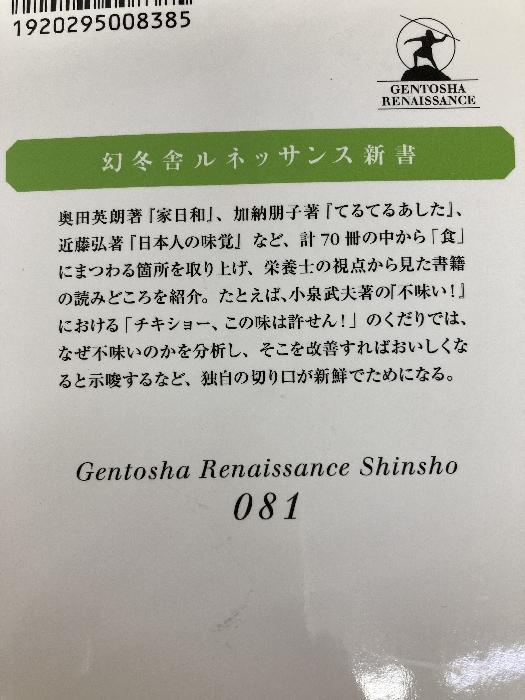 1920295008385
GENTOSHA
RENAISSANCE
幻冬舎ルネッサンス新書
奥田英朗著『家日和』、加納朋子著『てるてるあした』、
近藤弘著『日本人の味覚』など、計70冊の中から「食」
にまつわる箇所を取り上げ、栄養士の視点から見た書籍
の読みどころを紹介。たとえば、小泉武夫著の『不味い!』
における「チキショー、この味は許せん!」のくだりでは、
なぜ不味いのかを分析し、そこを改善すればおいしくな
ると示唆するなど、独自の切り口が新鮮でためになる。
Gentosha Renaissance Shinsho
081